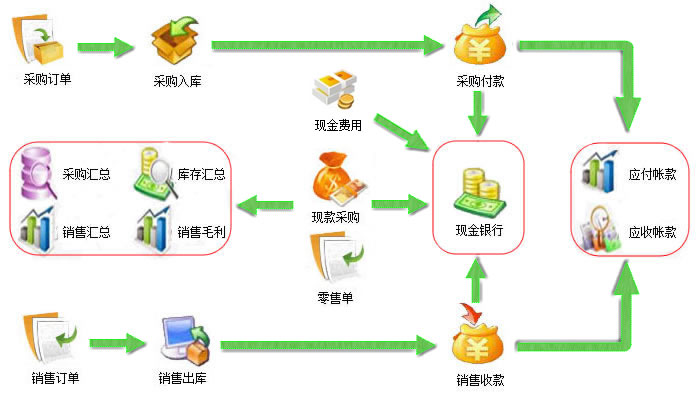 采购订单
采购入库
采购付款
现金费用
采购汇总
库存汇总
销售汇总
销售毛利
现款采购
零售单
现金银行
应付帐款
应收帐款
销售订单
销售出库
销售收款